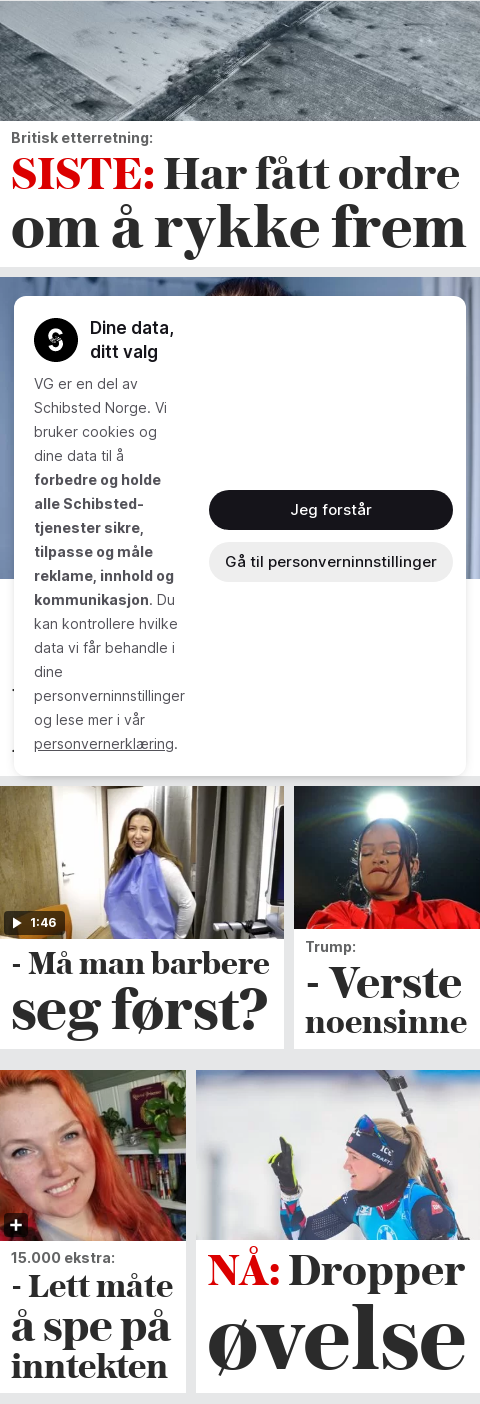 Britisk etterretning:
SISTE: Har fått ordre
om å rykke frem
Dine data,
ditt valg
VG er en del av
Schibsted Norge. Vi
bruker cookies og
dine data til å
forbedre og holde
alle Schibsted-
tjenester sikre,
tilpasse og måle
reklame, innhold og
kommunikasjon. Du
kan kontrollere hvilke
data vi får behandle i
dine
personverninnstillinger
og lese mer i vår
personvernerklæring.
Jeg forstår
Gå til personverninnstillinger
1:46
- Må man barbere
seg først?
Trump:
- Verste
noensinne
15.000 ekstra:
- Lett måte
å spe på
inntekten
NÅ: Dropper
øvelse